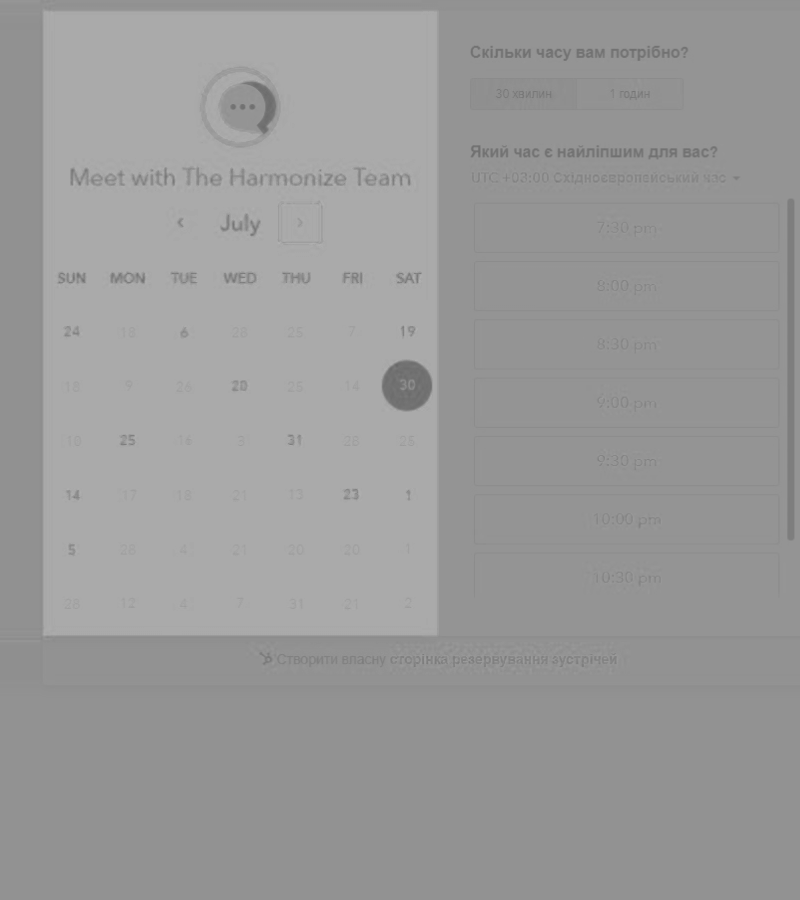 Meet with The Harmonize Team
July
SUN MON TUE WED THU FRI SAT
24 18 6 28 25 7 19
18 9 26 20 25 14 30
10 25 16 3 31 28 25
14 17 18 21 13 23 1
5 28 4 21 20 20 1
28 12 4 7 31 21 2
Скільки часу вам потрібно?
30 хвилин 1 годин
Який час є найліпшим для вас?
UTC +03:00 Східноєвропейський час
7:30 pm
8:00 pm
8:30 pm
9:00 pm
9:30 pm
10:00 pm
10:30 pm
Створити власну сторінка резервування зустрічей